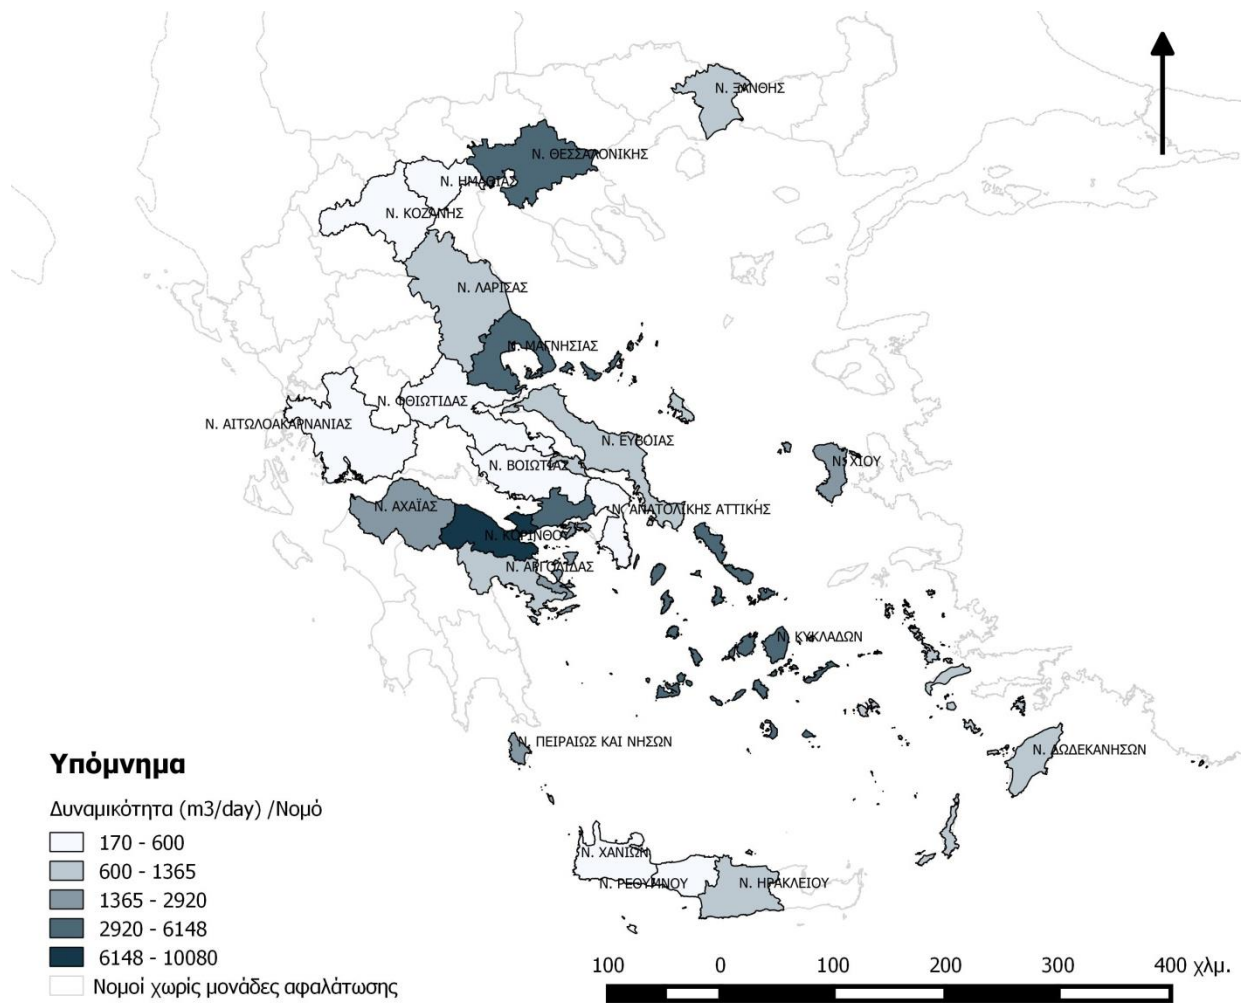 Ν. ΞΑΝΘΗΣ
Ν. ΘΕΣΣΑΛΟΝΙΚΗΣ
Ν. ΗΜΑΘΙΑΣ
Ν. ΚΟΖΑΝΗΣ
Ν. ΛΑΡΙΣΑΣ
Ν. ΜΑΓΝΗΣΙΑΣ
Ν. ΦΘΙΩΤΙΔΑΣ
Ν. ΑΙΤΩΛΟΑΚΑΡΝΑΝΙΑΣ
Ν. ΕΥΒΟΙΑΣ
Ν. ΧΙΟΥ
Ν. ΒΟΙΩΤΙΑΣ
Ν. ΑΧΑΪΑΣ
Ν. ΑΝΑΤΟΛΙΚΗΣ ΑΤΤΙΚΗΣ
Ν. ΚΟΡΙΝΘΟΥ
Ν. ΑΡΓΟΛΙΔΑΣ
Ν. ΚΥΚΛΑΔΩΝ
Ν. ΠΕΙΡΑΙΩΣ ΚΑΙ ΝΗΣΩΝ
Ν. ΔΩΔΕΚΑΝΗΣΩΝ
Ν. ΧΑΝΙΩΝ
Ν. ΡΕΘΥΜΝΟΥ
Ν. ΗΡΑΚΛΕΙΟΥ
Υπόμνημα
Δυναμικότητα (m3/day) /Νομό
170 - 600
600 - 1365
1365 - 2920
2920 - 6148
6148 - 10080
Νομοί χωρίς μονάδες αφαλάτωσης
100 0 100 200 300 400 χλμ.